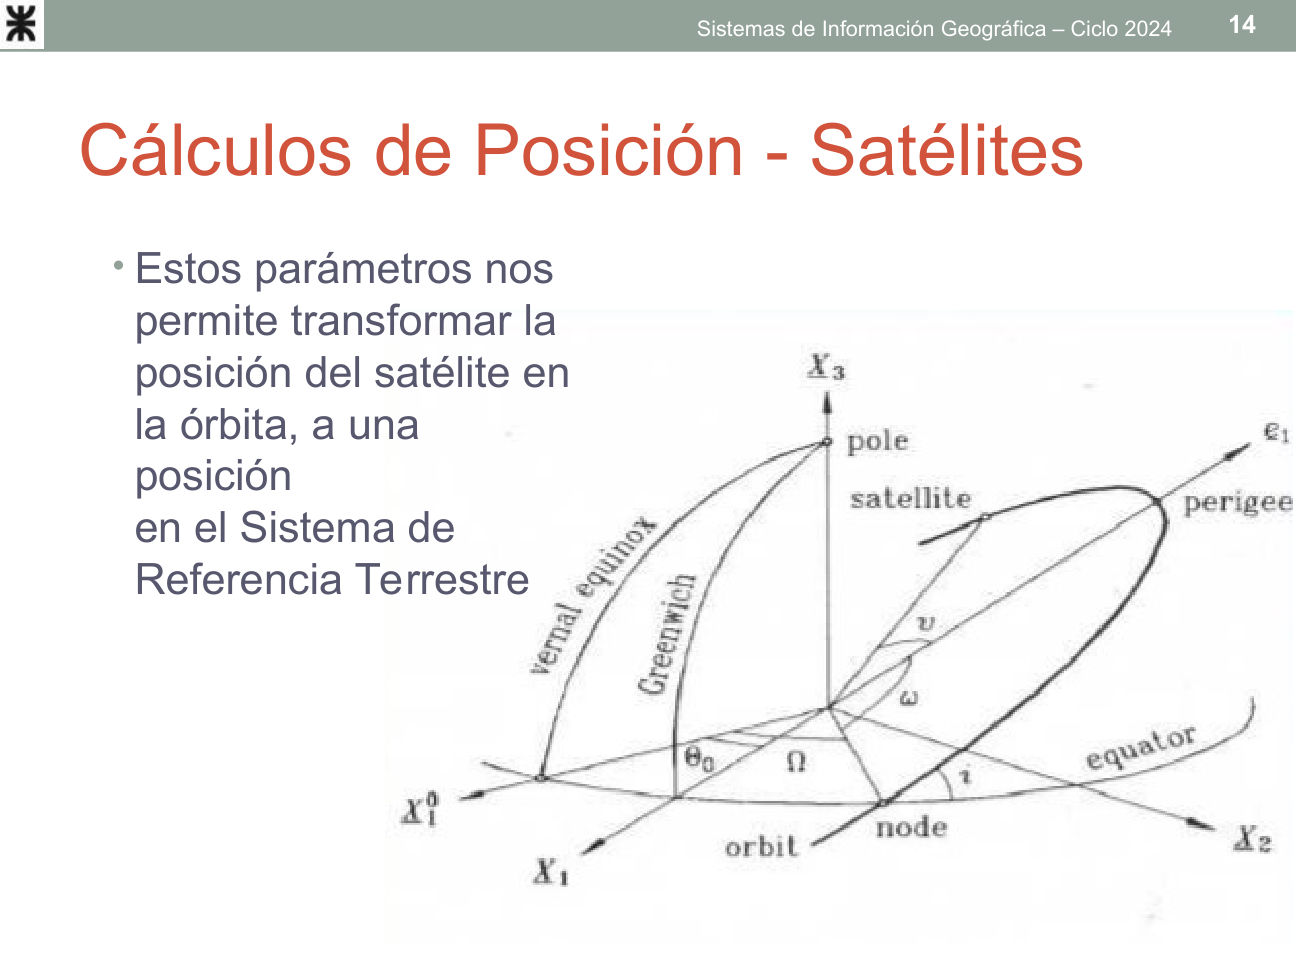 Sistemas de Información Geográfica – Ciclo 2024
14
Cálculos de Posición - Satélites
• Estos parámetros nos
permite transformar la
posición del satélite en
la órbita, a una
posición
en el Sistema de
Referencia Terrestre
X3
pole
e1
satellite
perigee
vernal equinox
Greenwich
υ
ω
θ0
Ω
i
equator
X1^0
node
orbit
X2
X1